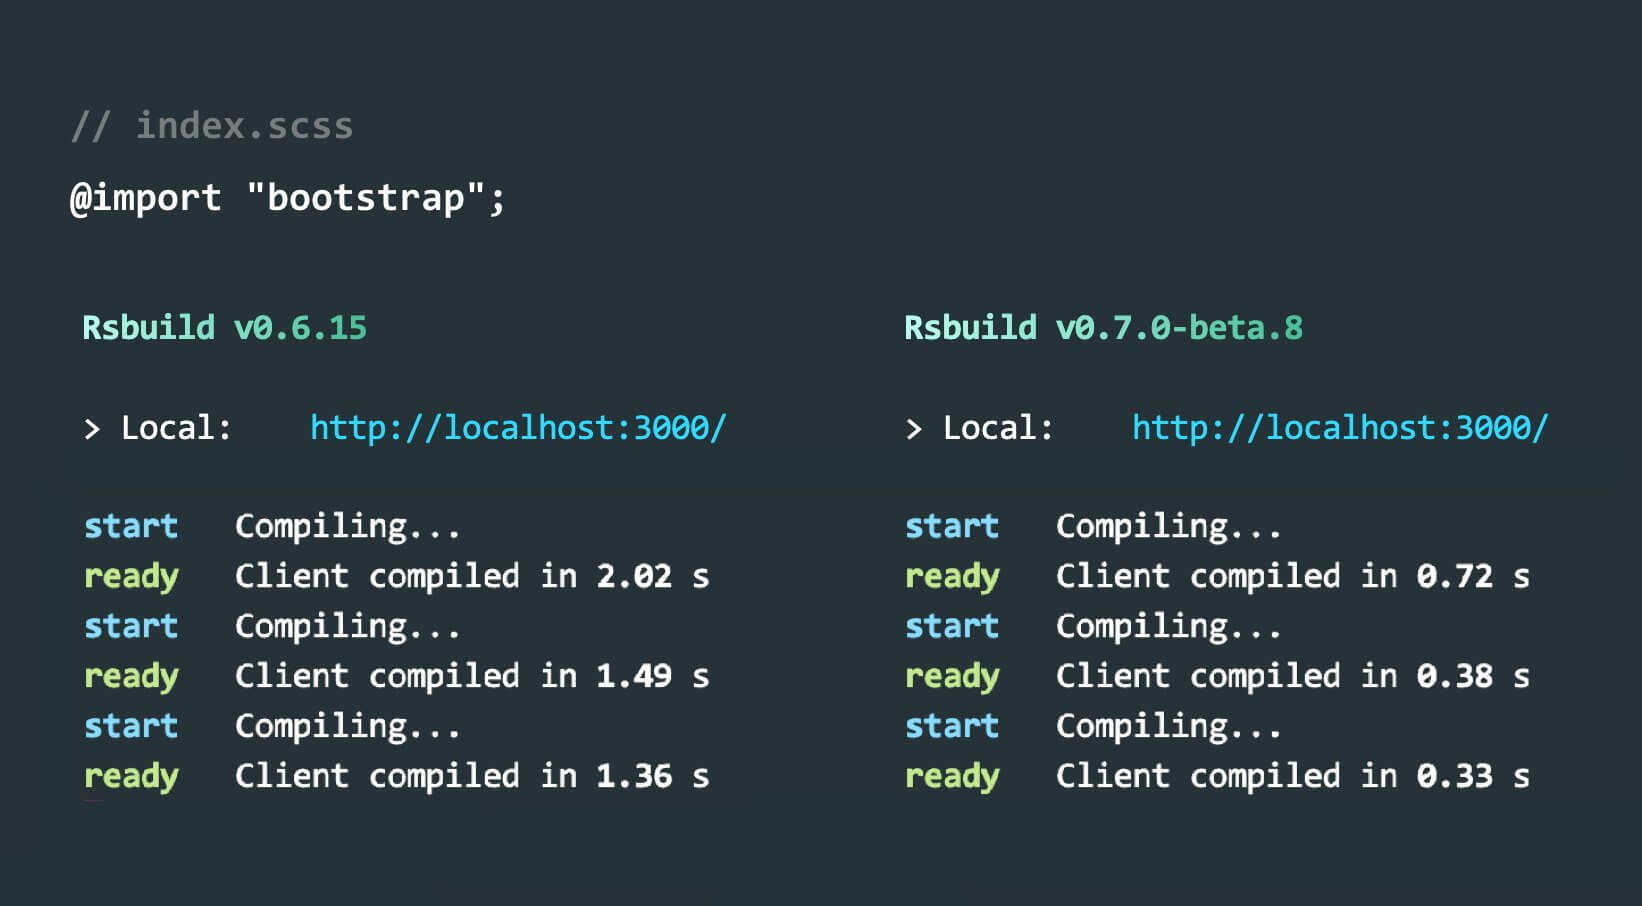 // index.scss
@import "bootstrap";
Rsbuild v0.6.15
> Local: http://localhost:3000/
start Compiling...
ready Client compiled in 2.02 s
start Compiling...
ready Client compiled in 1.49 s
start Compiling...
ready Client compiled in 1.36 s
Rsbuild v0.7.0-beta.8
> Local: http://localhost:3000/
start Compiling...
ready Client compiled in 0.72 s
start Compiling...
ready Client compiled in 0.38 s
start Compiling...
ready Client compiled in 0.33 s